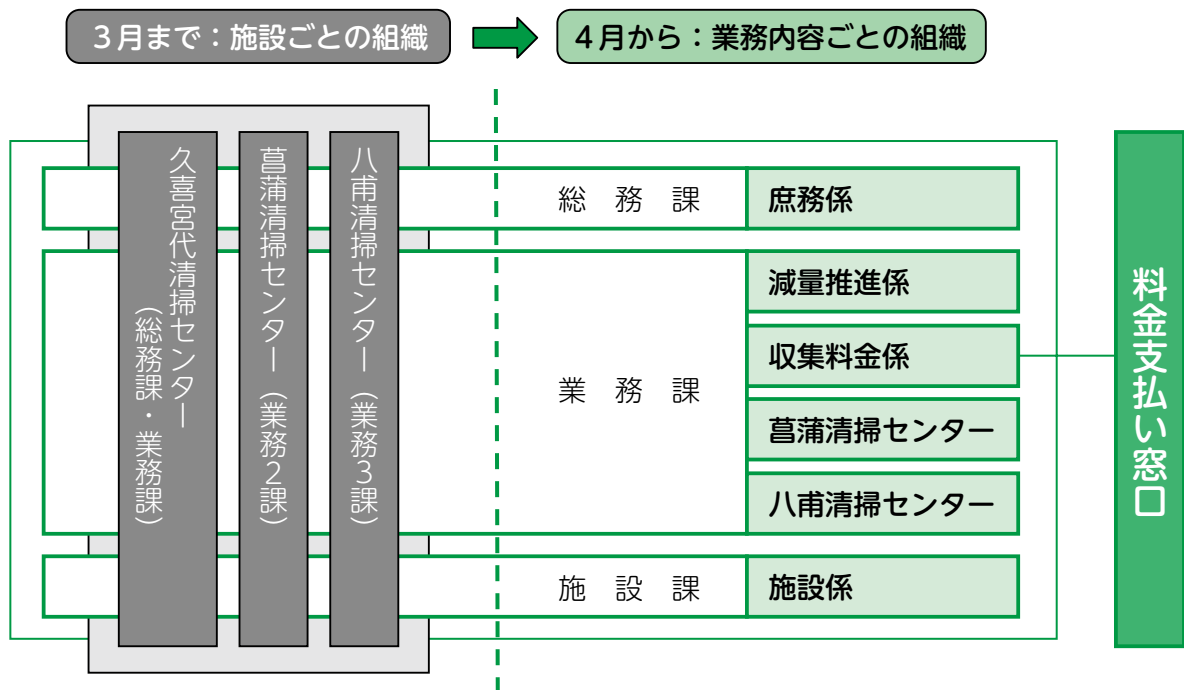 3月まで：施設ごとの組織
4月から：業務内容ごとの組織
久喜宮代清掃センター
（総務課・業務課）
菖蒲清掃センター（業務2課）
八甫清掃センター（業務3課）
総務課
庶務係
業務課
減量推進係
収集料金係
菖蒲清掃センター
八甫清掃センター
施設課
施設係
料金支払い窓口